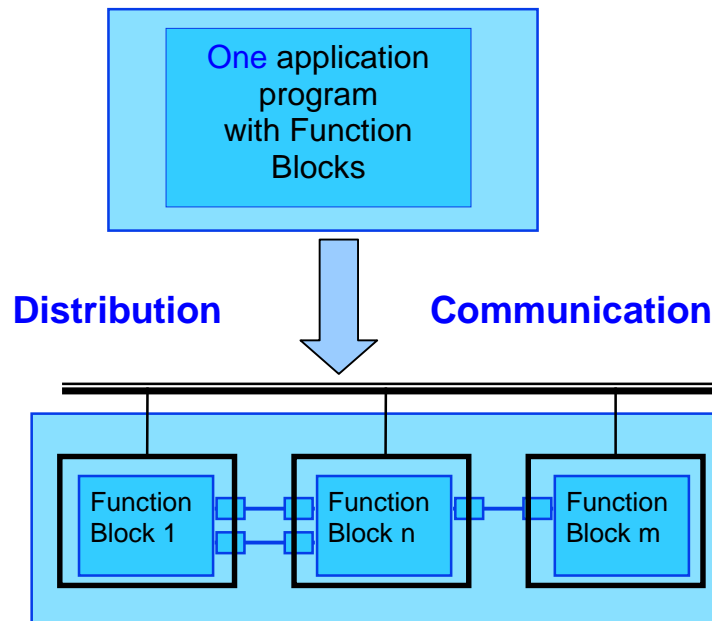 One application
program
with Function
Blocks
Distribution
Communication
Function
Block 1
Function
Block n
Function
Block m